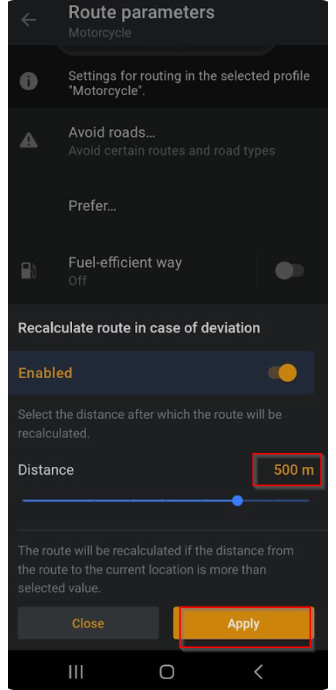 Route parameters
Motorcycle
Settings for routing in the selected profile
"Motorcycle".
Avoid roads…
Avoid certain routes and road types
Prefer…
Fuel-efficient way
Off
Recalculate route in case of deviation
Enabled
Select the distance after which the route will be
recalculated.
Distance
500 m
The route will be recalculated if the distance from
the route to the current location is more than
selected value.
Close
Apply